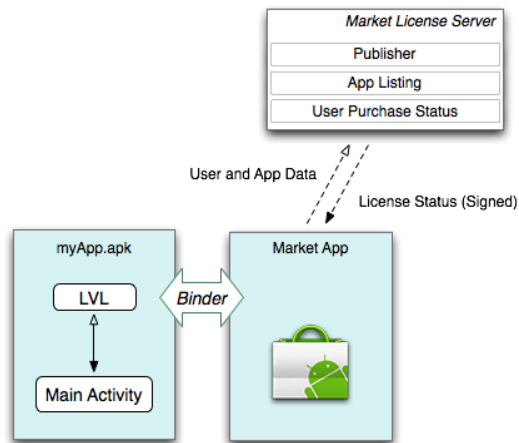 Market License Server
Publisher
App Listing
User Purchase Status
User and App Data
License Status (Signed)
myApp.apk
Market App
LVL
Binder
Main Activity